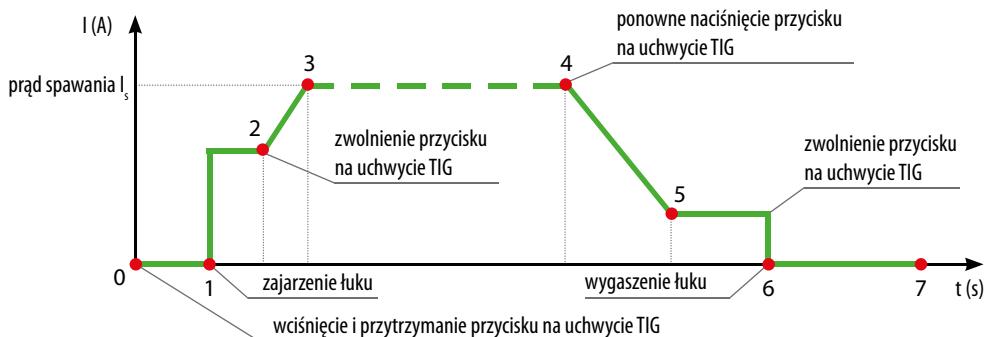 I (A)
ponowne naciśnięcie przycisku
na uchwycie TIG
3
4
prąd spawania Is
2
zwolnienie przycisku
na uchwycie TIG
zwolnienie przycisku
na uchwycie TIG
5
0
1
zajarzenie łuku
wygaszenie łuku
6
7
t (s)
wciśnięcie i przytrzymanie przycisku na uchwycie TIG